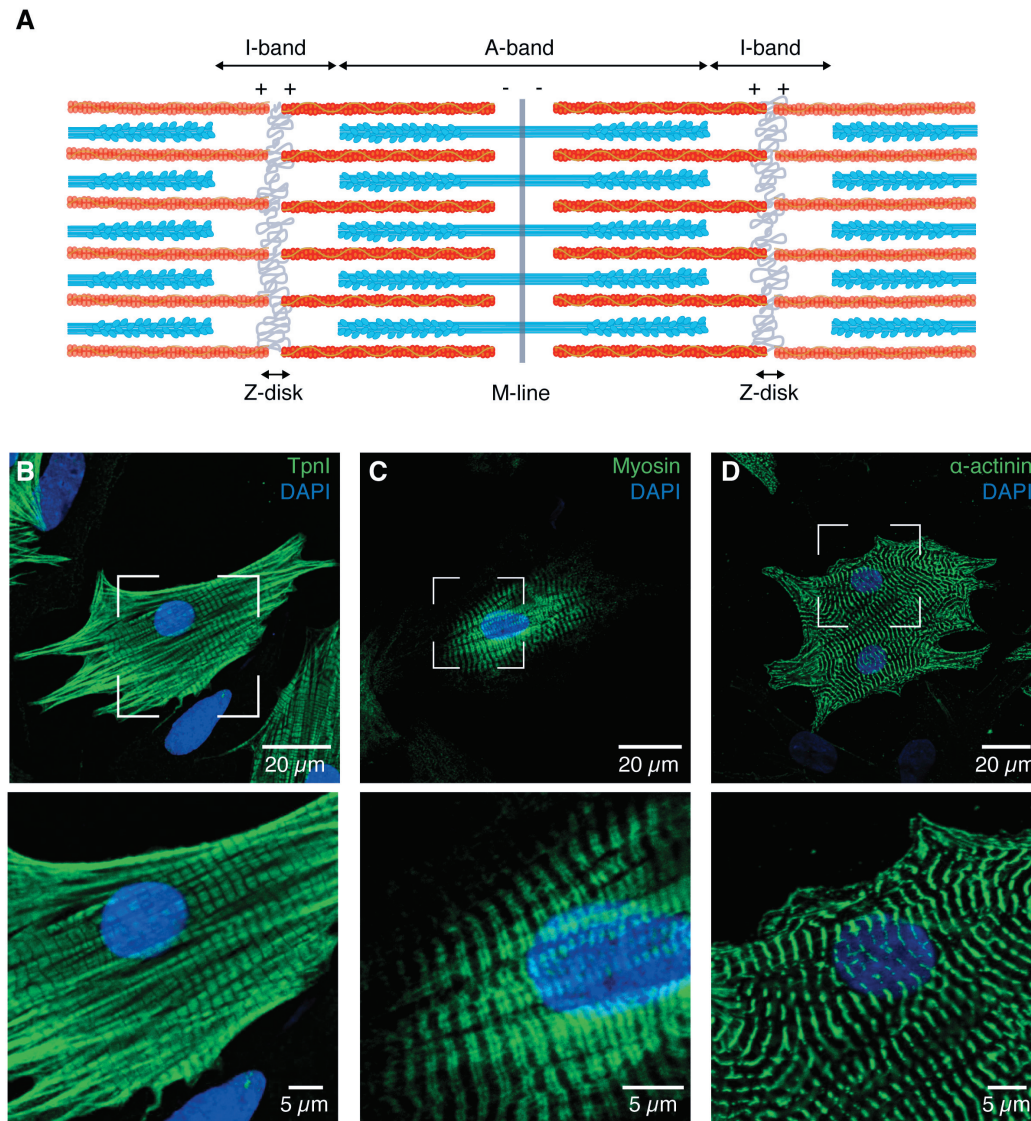 A
I-band A-band I-band
+ + - - + +
Z-disk M-line Z-disk
B TpnI
DAPI
20 µm
C Myosin
DAPI
20 µm
D α-actinin
DAPI
20 µm
5 µm
5 µm
5 µm